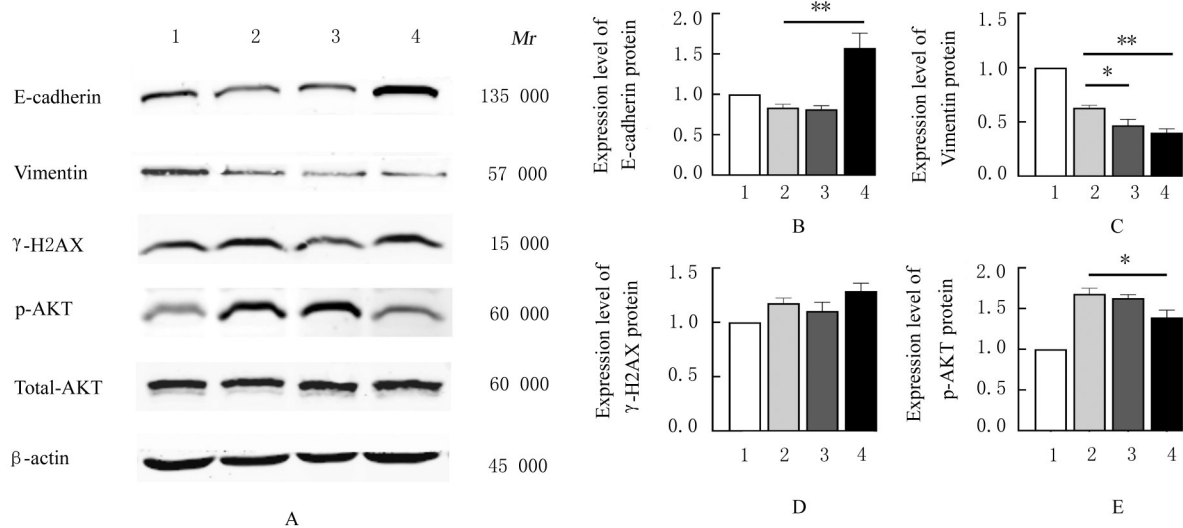 1 2 3 4 Mr
E-cadherin 135 000
Vimentin 57 000
γ-H2AX 15 000
p-AKT 60 000
Total-AKT 60 000
β-actin 45 000
A
Expression level of
E-cadherin protein
2.0
1.5
1.0
0.5
0.0
**
1 2 3 4
B
Expression level of
Vimentin protein
1.5
1.0
0.5
0.0
**
*
1 2 3 4
C
Expression level of
γ-H2AX protein
1.5
1.0
0.5
0.0
1 2 3 4
D
Expression level of
p-AKT protein
2.0
1.5
1.0
0.5
0.0
*
1 2 3 4
E